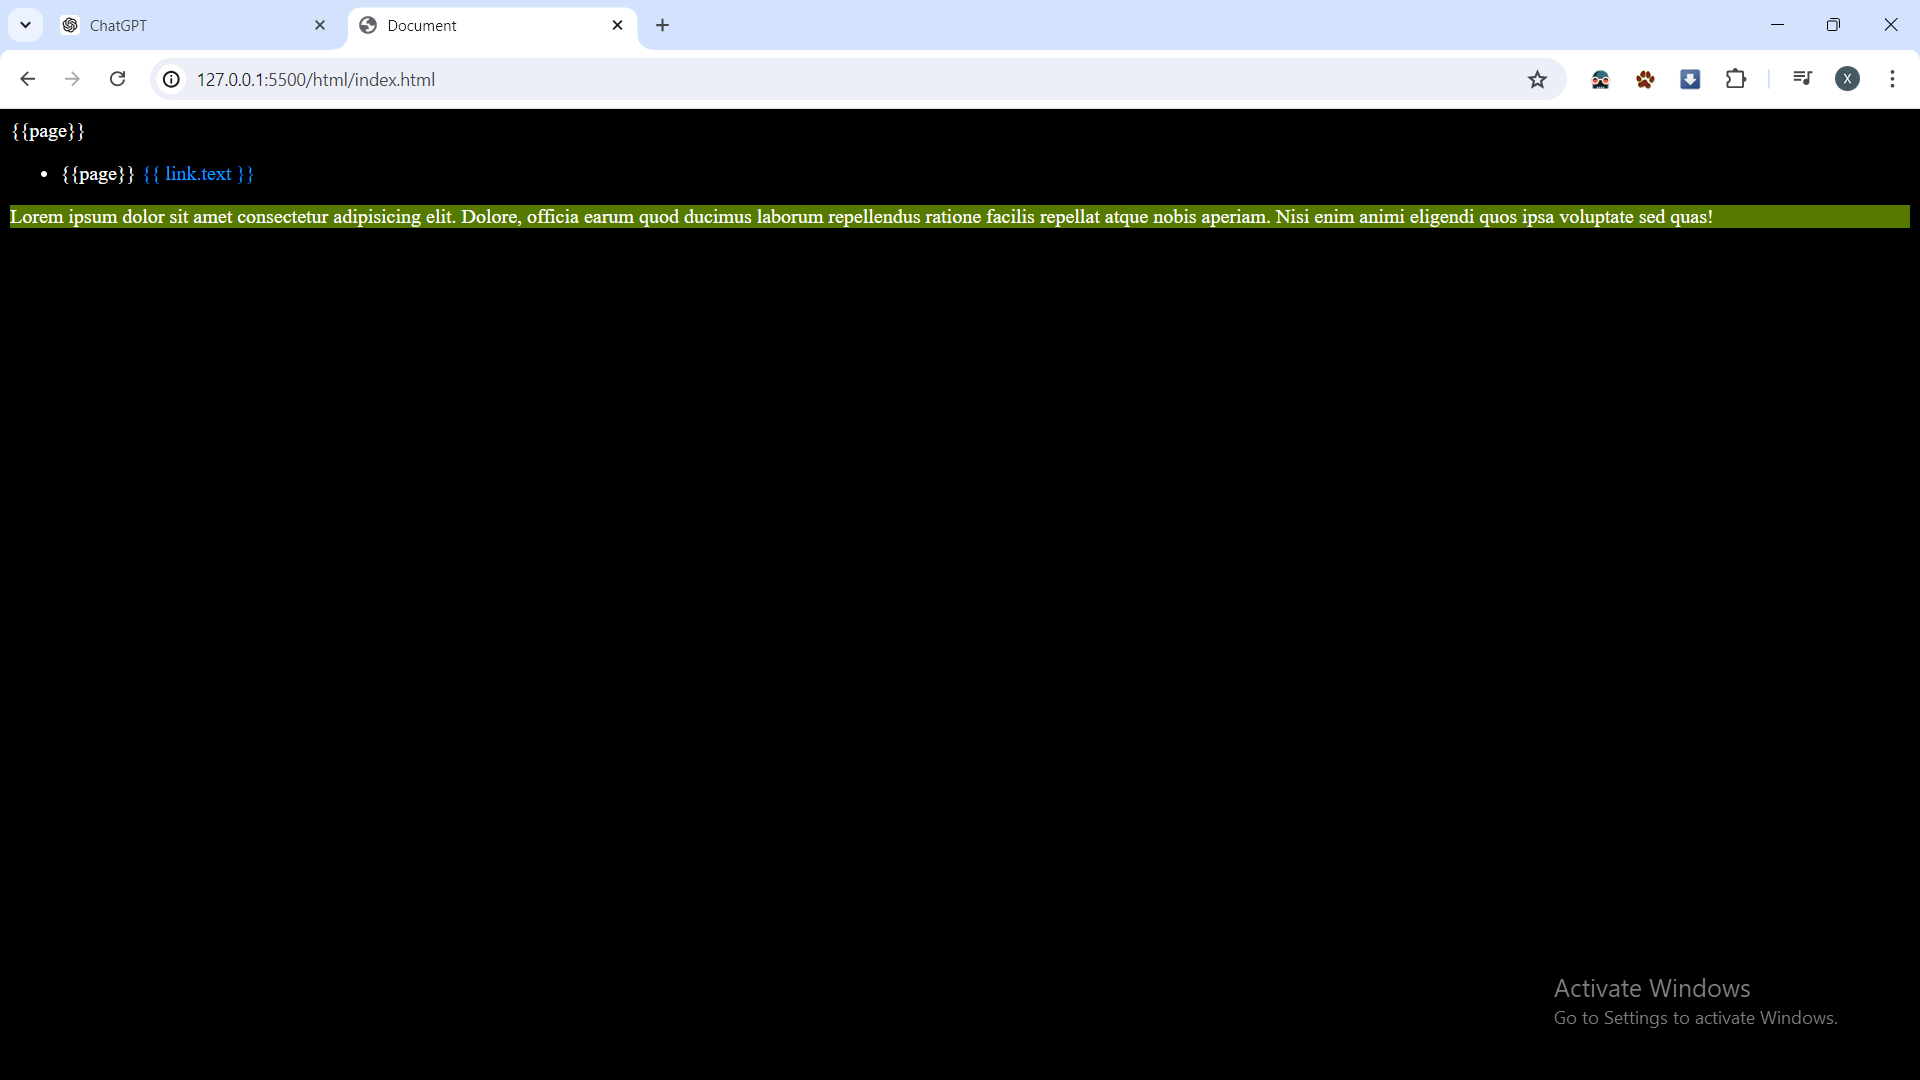 ChatGPT
Document
127.0.0.1:5500/html/index.html
X
{{page}}
• {{page}} {{ link.text }}
Lorem ipsum dolor sit amet consectetur adipisicing elit. Dolore, officia earum quod ducimus laborum repellendus ratione facilis repellat atque nobis aperiam. Nisi enim animi eligendi quos ipsa voluptate sed quas!
Activate Windows
Go to Settings to activate Windows.